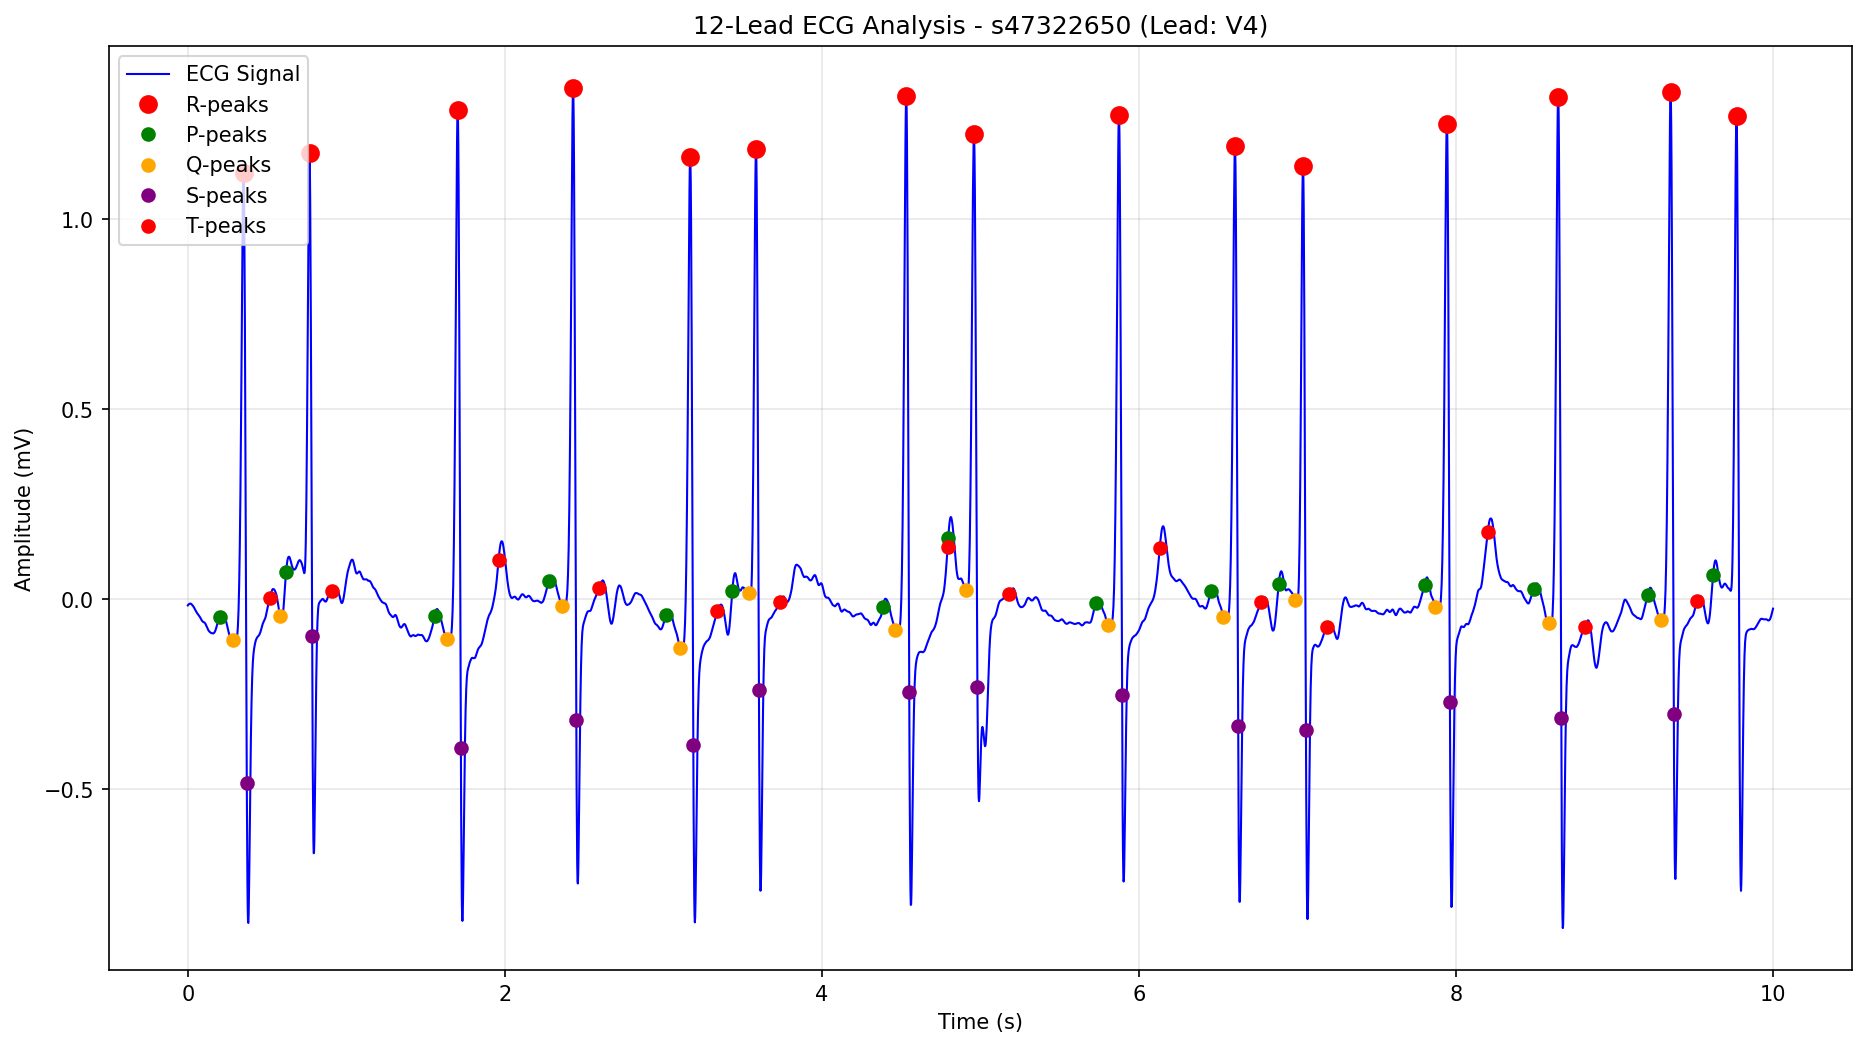 12-Lead ECG Analysis - s47322650 (Lead: V4)
ECG Signal
R-peaks
P-peaks
Q-peaks
S-peaks
T-peaks
Amplitude (mV)
1.0
0.5
0.0
−0.5
0 2 4 6 8 10
Time (s)